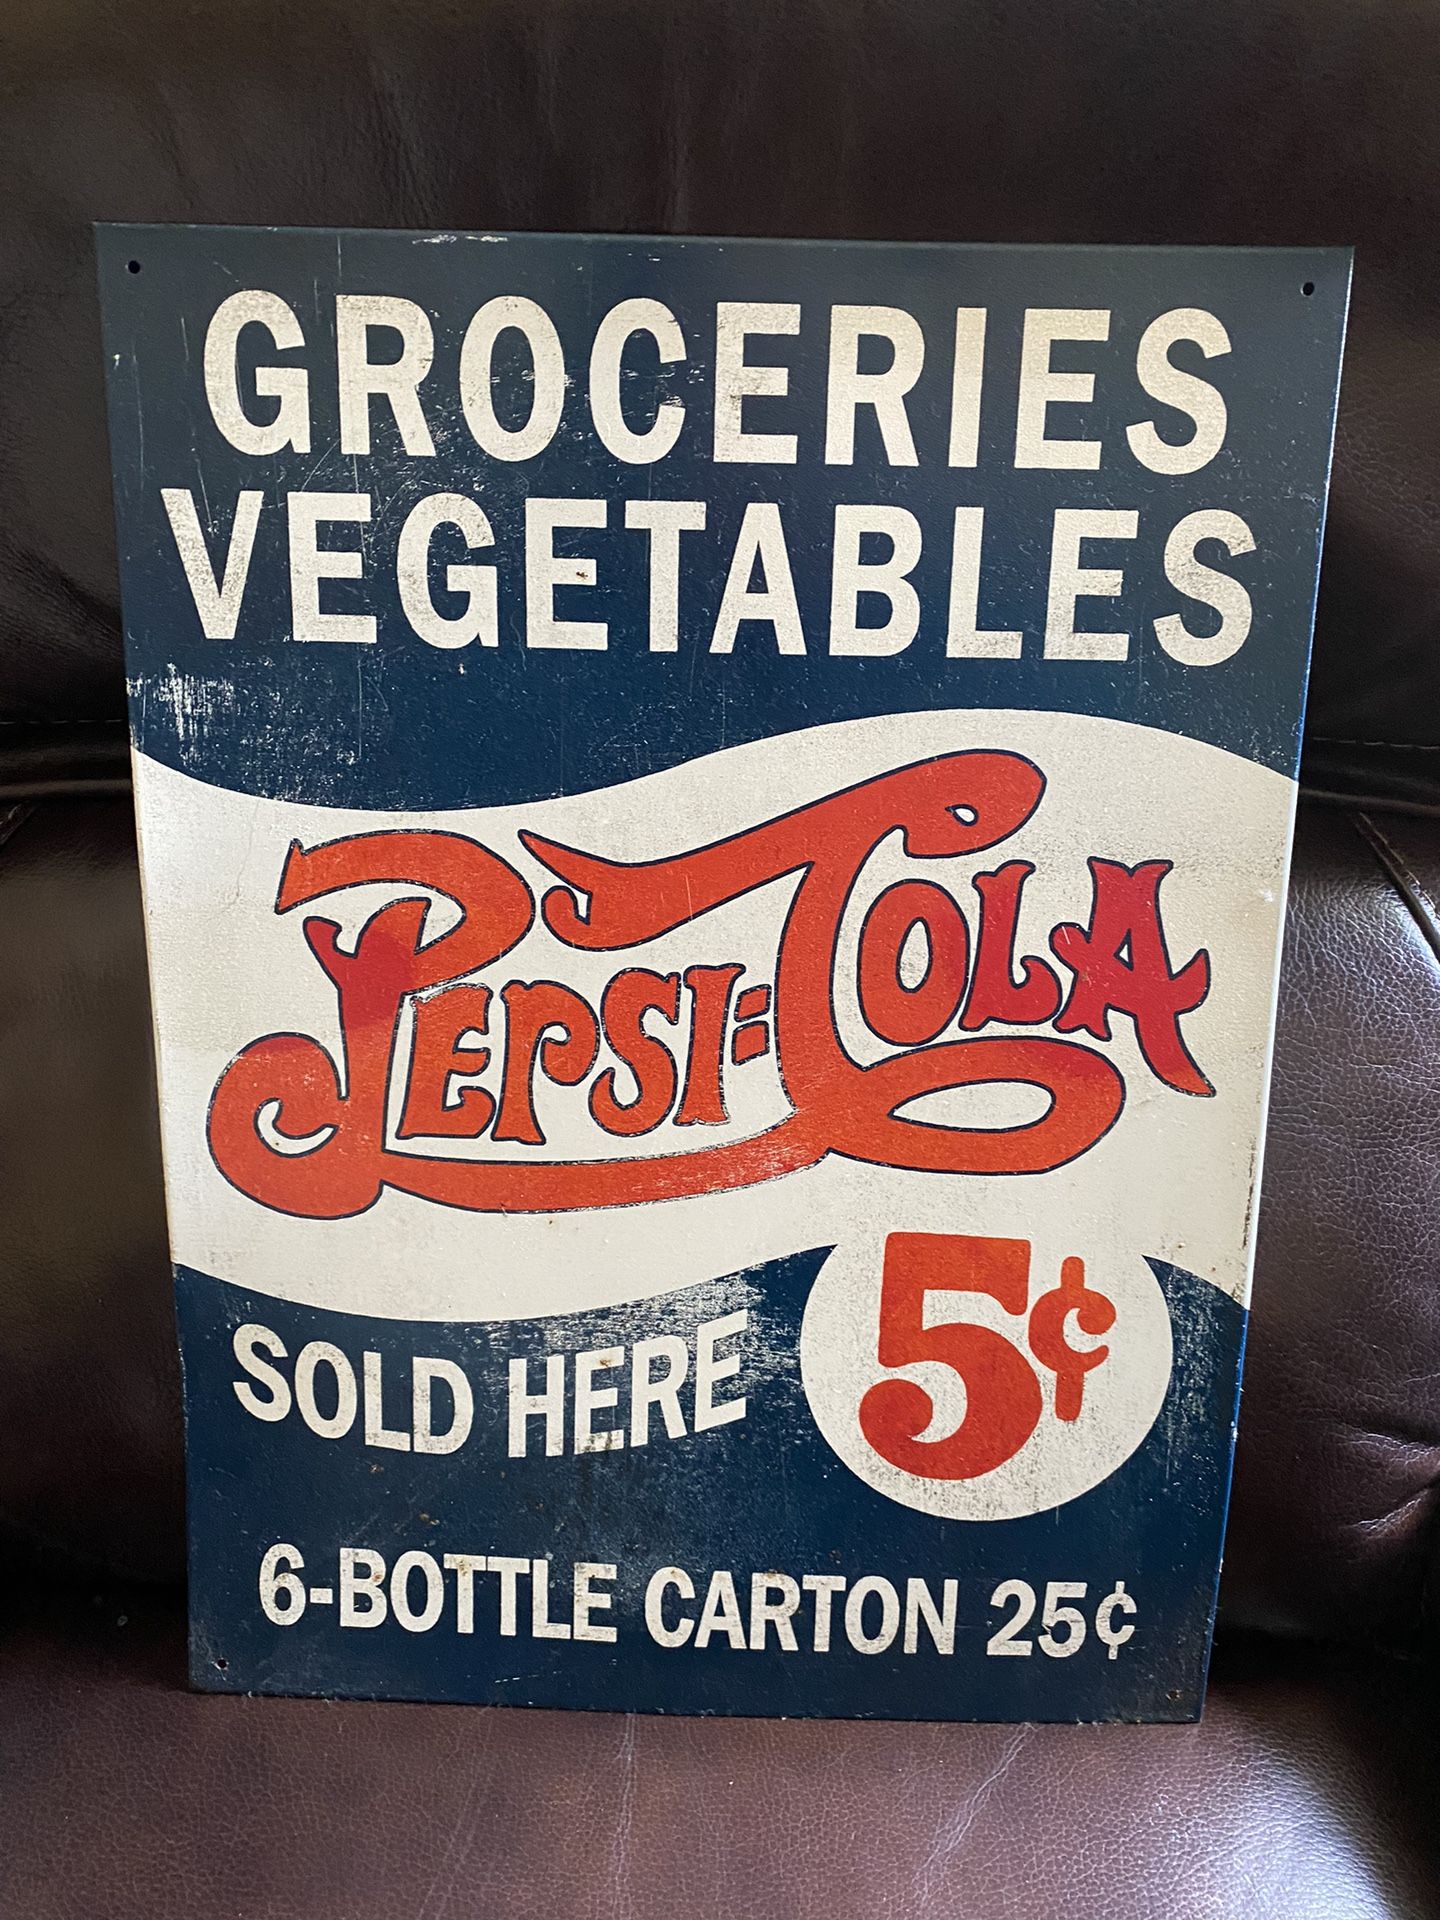 GROCERIES
VEGETABLES
PEPSI=COLA
SOLD HERE 5¢
6-BOTTLE CARTON 25¢